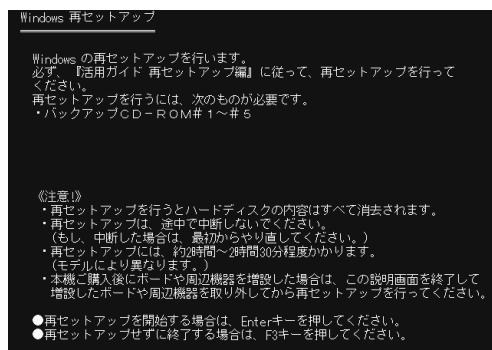 Windows 再セットアップ
Windows の再セットアップを行います。
必ず、『活用ガイド 再セットアップ編』に従って、再セットアップを行って
ください。
再セットアップを行うには、次のものが必要です。
・バックアップCD-ROM#1~#5
《注意!》
・再セットアップを行うとハードディスクの内容はすべて消去されます。
・再セットアップは、途中で中断しないでください。
(もし、中断した場合は、最初からやり直してください。)
・再セットアップには、約2時間~2時間30分程度かかります。
(モデルにより異なります。)
・本機ご購入後にボードや周辺機器を増設した場合は、この説明画面を終了して
増設したボードや周辺機器を取り外してから再セットアップを行ってください。
●再セットアップを開始する場合は、Enterキーを押してください。
●再セットアップせずに終了する場合は、F3キーを押してください。